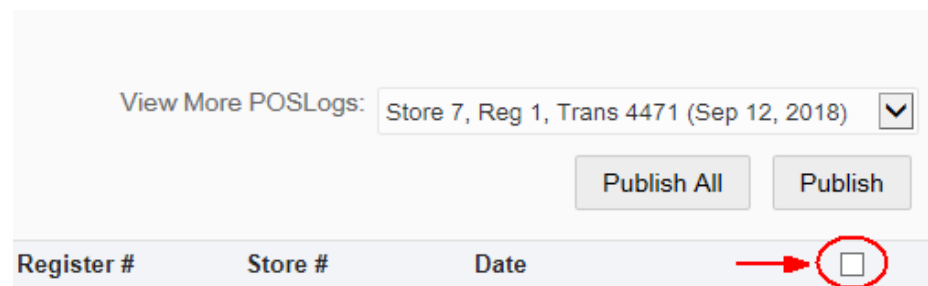 View More POSLogs: Store 7, Reg 1, Trans 4471 (Sep 12, 2018)
Publish All Publish
Register # Store # Date